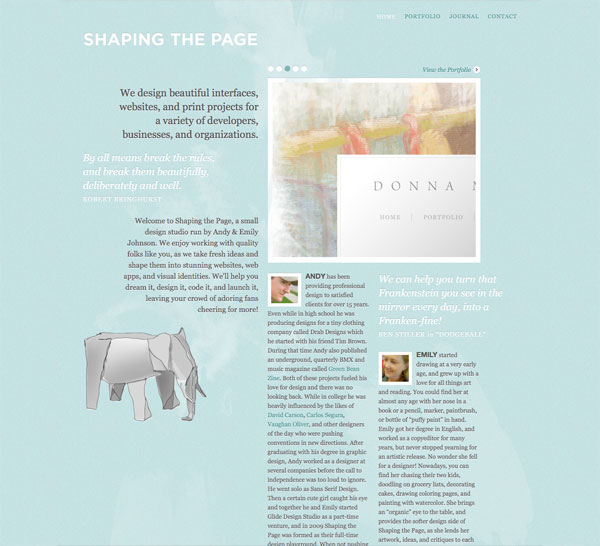 HOME
PORTFOLIO
JOURNAL
CONTACT
SHAPING THE PAGE
View the Portfolio
We design beautiful interfaces,
websites, and print projects for
a variety of developers,
businesses, and organizations.
By all means break the rules,
and break them beautifully,
deliberately and well.
ROBERT BRINGHURST
Welcome to Shaping the Page, a small
design studio run by Andy & Emily
Johnson. We enjoy working with quality
folks like you, as we take fresh ideas and
shape them into stunning websites, web
apps, and visual identities. We'll help you
dream it, design it, code it, and launch it,
leaving your crowd of adoring fans
cheering for more!
DONNA
HOME
PORTFOLIO
ANDY has been
providing professional
design to satisfied
clients for over 15 years.
Even while in high school he was
producing designs for a tiny clothing
company called Drab Designs which
he started with his friend Tim Brown.
During that time Andy also published
an underground, quarterly BMX and
music magazine called Green Bean
Zine. Both of these projects fueled his
love for design and there was no
looking back. While in college he was
heavily influenced by the likes of
David Carson, Carlos Segura,
Vaughan Oliver, and other designers
of the day who were pushing
conventions in new directions. After
graduating with his degree in graphic
design, Andy worked as a designer at
several companies before the call to
independence was too loud to ignore.
He went solo as Sans Serif Design.
Then a certain cute girl caught his eye
and together he and Emily started
Glide Design Studio as a part-time
venture, and in 2009 Shaping the
Page was formed as their full-time
design playground. When not pushing
We can help you turn that
Frankenstein you see in the
mirror every day, into a
Franken-fine!
BEN STILLER in "DODGEBALL"
EMILY started
drawing at a very early
age, and grew up with a
love for all things art
and reading. You could find her at
almost any age with her nose in a
book or a pencil, marker, paintbrush,
or bottle of "puffy paint" in hand.
Emily got her degree in English, and
worked as a copyeditor for many
years, but never stopped yearning for
an artistic release. No wonder she fell
for a designer! Nowadays, you can
find her chasing their two kids,
doodling on grocery lists, decorating
cakes, drawing coloring pages, and
painting with watercolor. She brings
an "organic" eye to the table, and
provides the softer design side of
Shaping the Page, as she lends her
artwork, ideas, and critiques to each